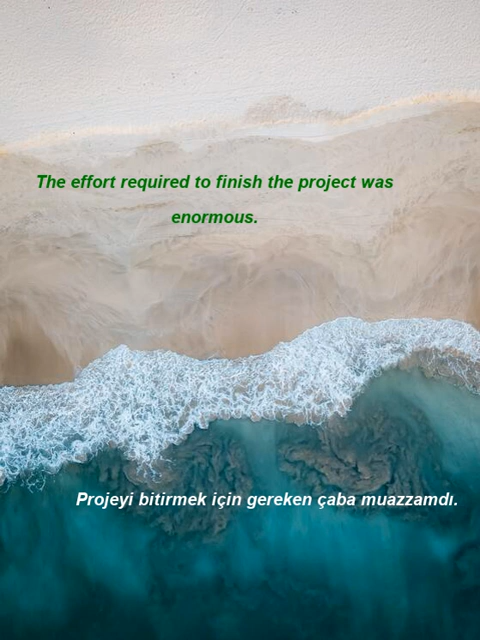 The effort required to finish the project was
enormous.
Projeyi bitirmek için gereken çaba muazzamdı.